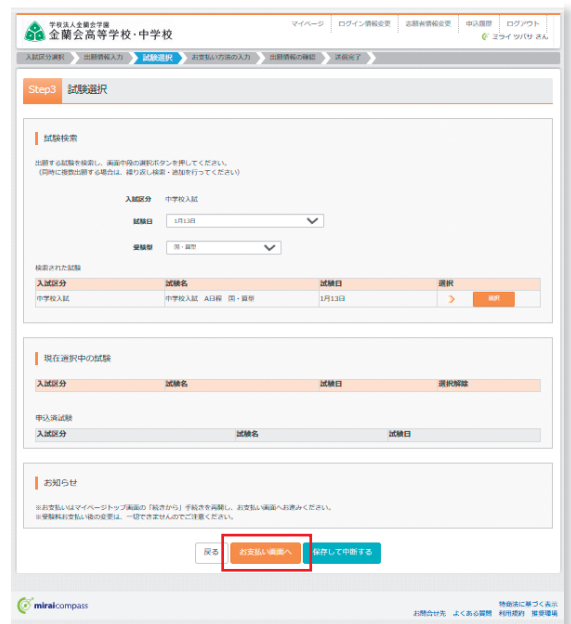 学校法人金蘭会学園
金蘭会高等学校・中学校
マイページ ログイン情報変更 志願者情報変更 申込履歴 ログアウト
ミライ ツバサ さん
入試区分選択 出願情報入力 試験選択 お支払い方法の入力 出願情報の確認 送信完了
Step3 試験選択
試験検索
出願する試験を検索し、画面中段の選択ボタンを押してください。
(同時に複数出願する場合は、繰り返し検索・追加を行ってください)
入試区分 中学校入試
試験日 1月13日
受験型 国・算型
検索された試験
入試区分 試験名 試験日 選択
中学校入試 中学校入試 A日程 国・算型 1月13日 選択
現在選択中の試験
入試区分 試験名 試験日 選択解除
申込済試験
入試区分 試験名 試験日
お知らせ
※お支払いはマイページトップ画面の「続きから」手続きを再開し、お支払い画面へお進みください。
※受験料お支払い後の変更は、一切できませんのでご注意ください。
戻る お支払い画面へ 保存して中断する
miraicompass
特商法に基づく表示
お問合せ先 よくある質問 利用規約 推奨環境